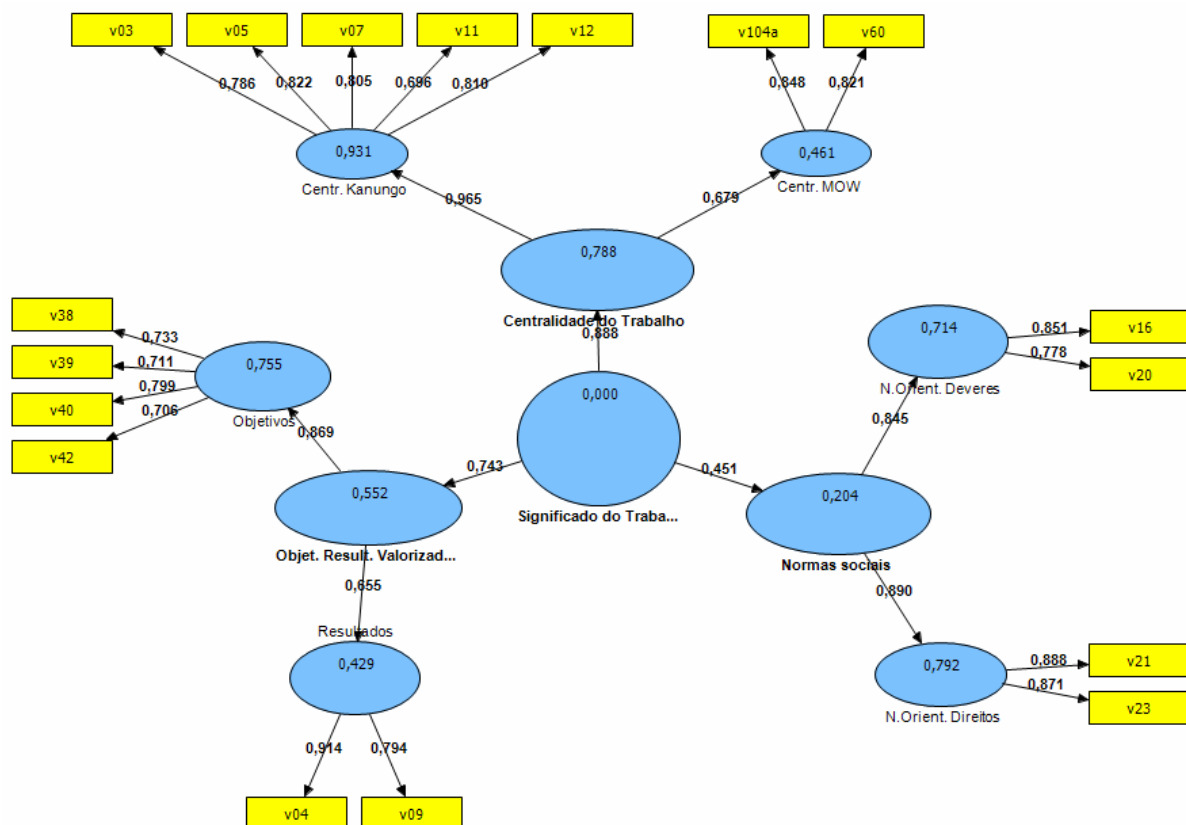 v03
v05
v07
v11
v12
v104a
v60
0,786
0,822
0,805
0,696
0,810
0,848
0,821
0,931
Centr. Kanungo
0,461
Centr. MOW
0,965
0,679
0,788
Centralidade do Trabalho
0,888
v38
v39
v40
v42
0,733
0,711
0,799
0,706
0,755
Objetivos
0,869
0,714
N.Orient. Deveres
0,851
0,778
v16
v20
0,845
0,000
Significado do Traba...
0,743
0,451
0,552
Objet. Result. Valorizad...
0,204
Normas sociais
0,655
0,890
Resultados
0,429
0,792
N.Orient. Direitos
0,888
0,871
v21
v23
0,914
0,794
v04
v09